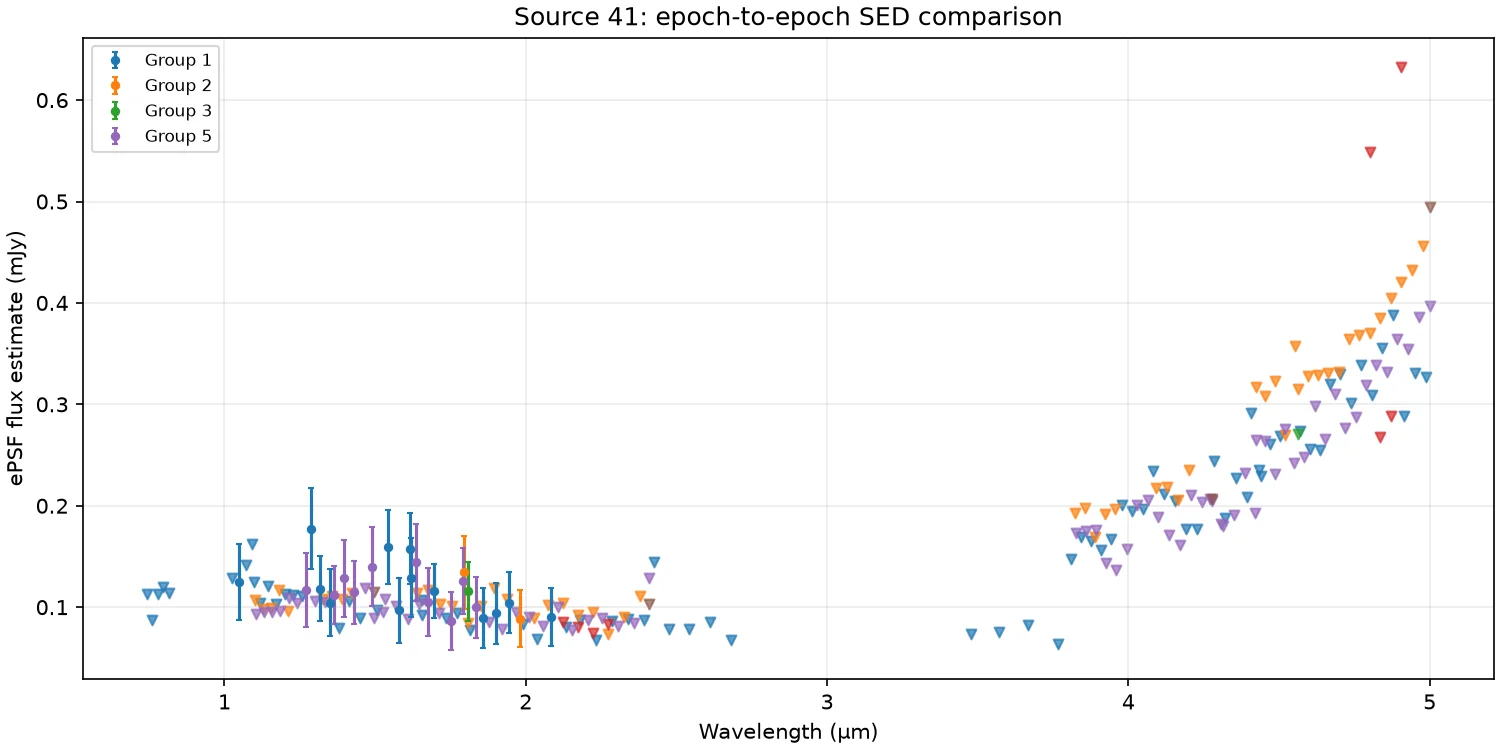 Source 41: epoch-to-epoch SED comparison
Group 1
Group 2
Group 3
Group 5
ePSF flux estimate (mJy)
0.6
0.5
0.4
0.3
0.2
0.1
1 2 3 4 5
Wavelength (μm)